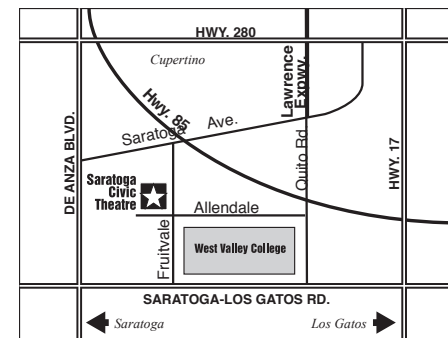 HWY. 280
Cupertino
Lawrence
Expwy.
Hwy. 85
Saratoga Ave.
DE ANZA BLVD.
HWY. 17
Quito Rd
Saratoga
Civic
Theatre
Allendale
Fruitvale
West Valley College
SARATOGA-LOS GATOS RD.
Saratoga
Los Gatos